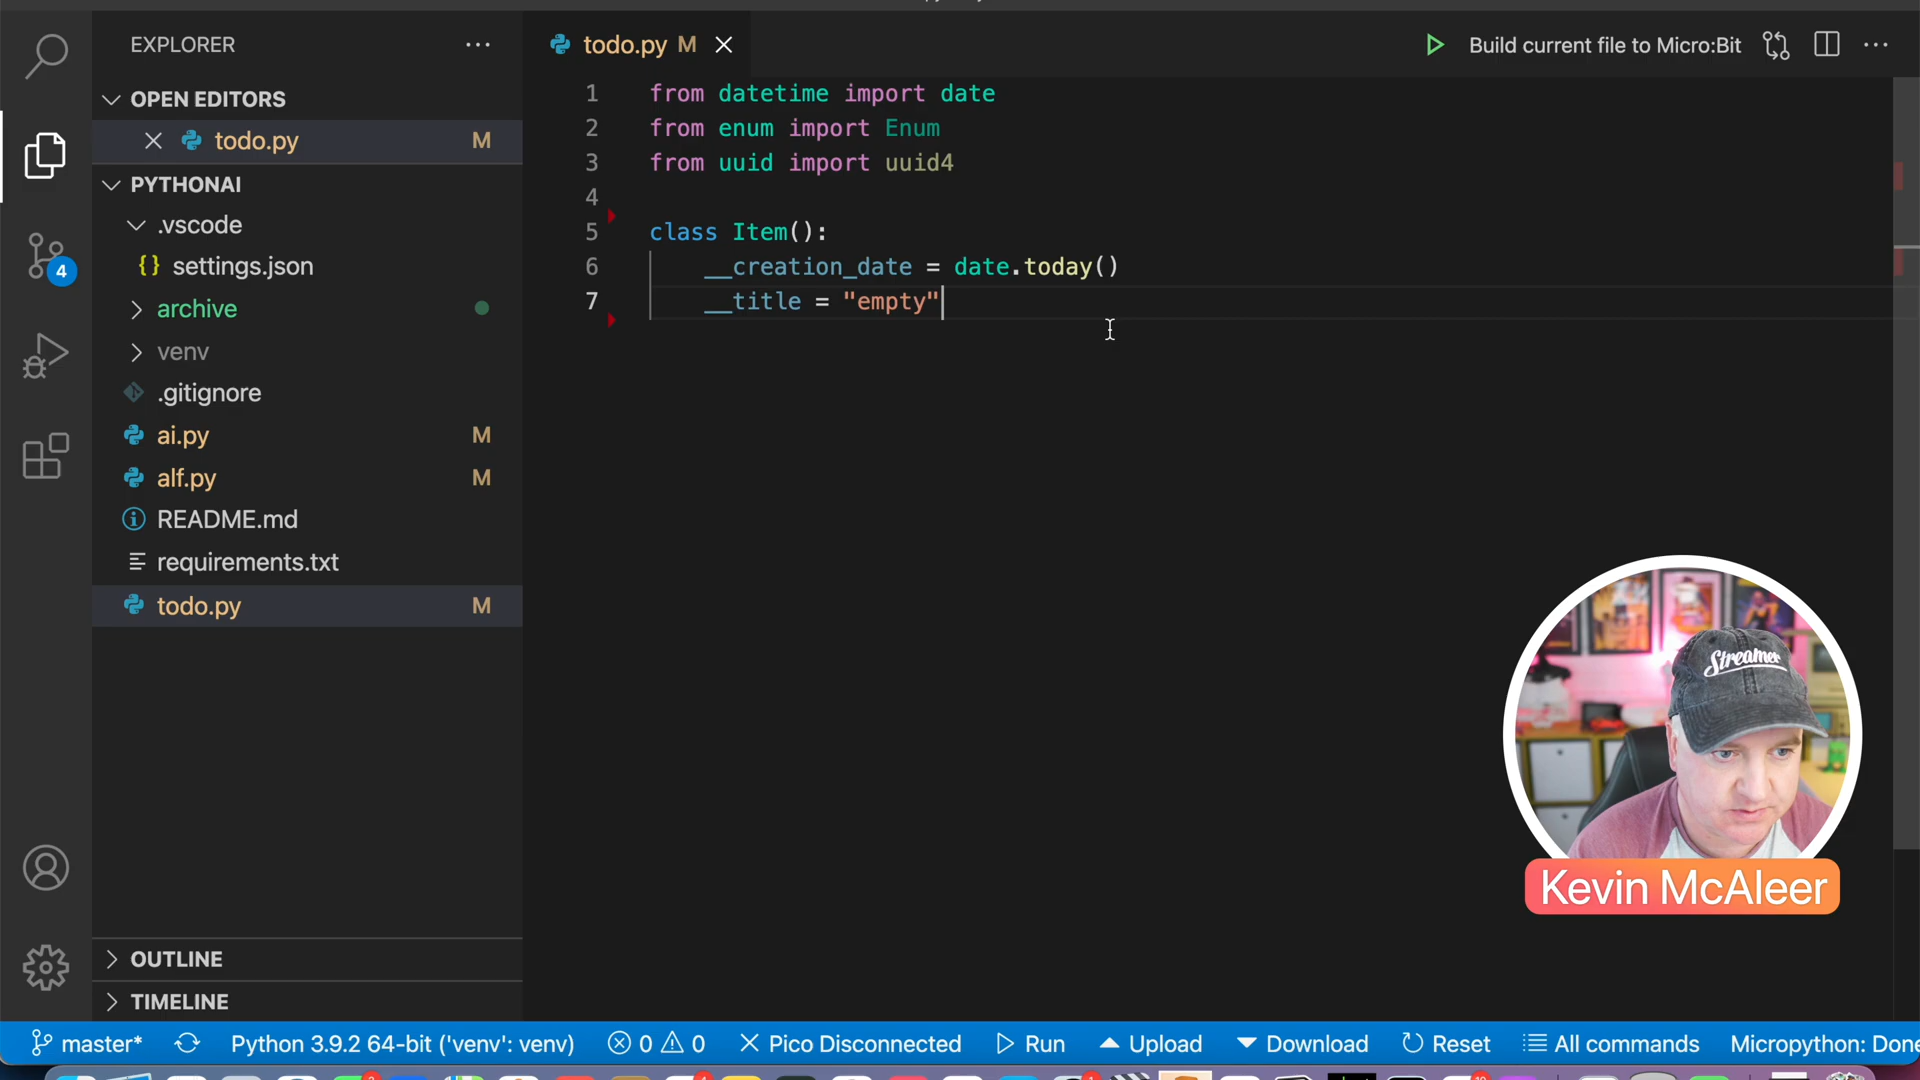 EXPLORER
OPEN EDITORS
todo.py M
PYTHONAI
.vscode
{} settings.json
archive
venv
.gitignore
ai.py M
alf.py M
README.md
requirements.txt
todo.py M
OUTLINE
TIMELINE
4
todo.py M
Build current file to Micro:Bit
1 from datetime import date
2 from enum import Enum
3 from uuid import uuid4
4
5 class Item():
6 __creation_date = date.today()
7 __title = "empty"
Streamer
Kevin McAleer
master* Python 3.9.2 64-bit ('venv': venv) 0 0 Pico Disconnected Run Upload Download Reset All commands Micropython: Done